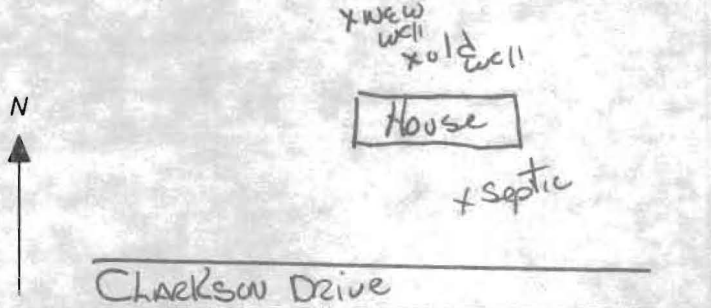 x new
well
x old
well
N
House
x Septic
Clarkson Drive